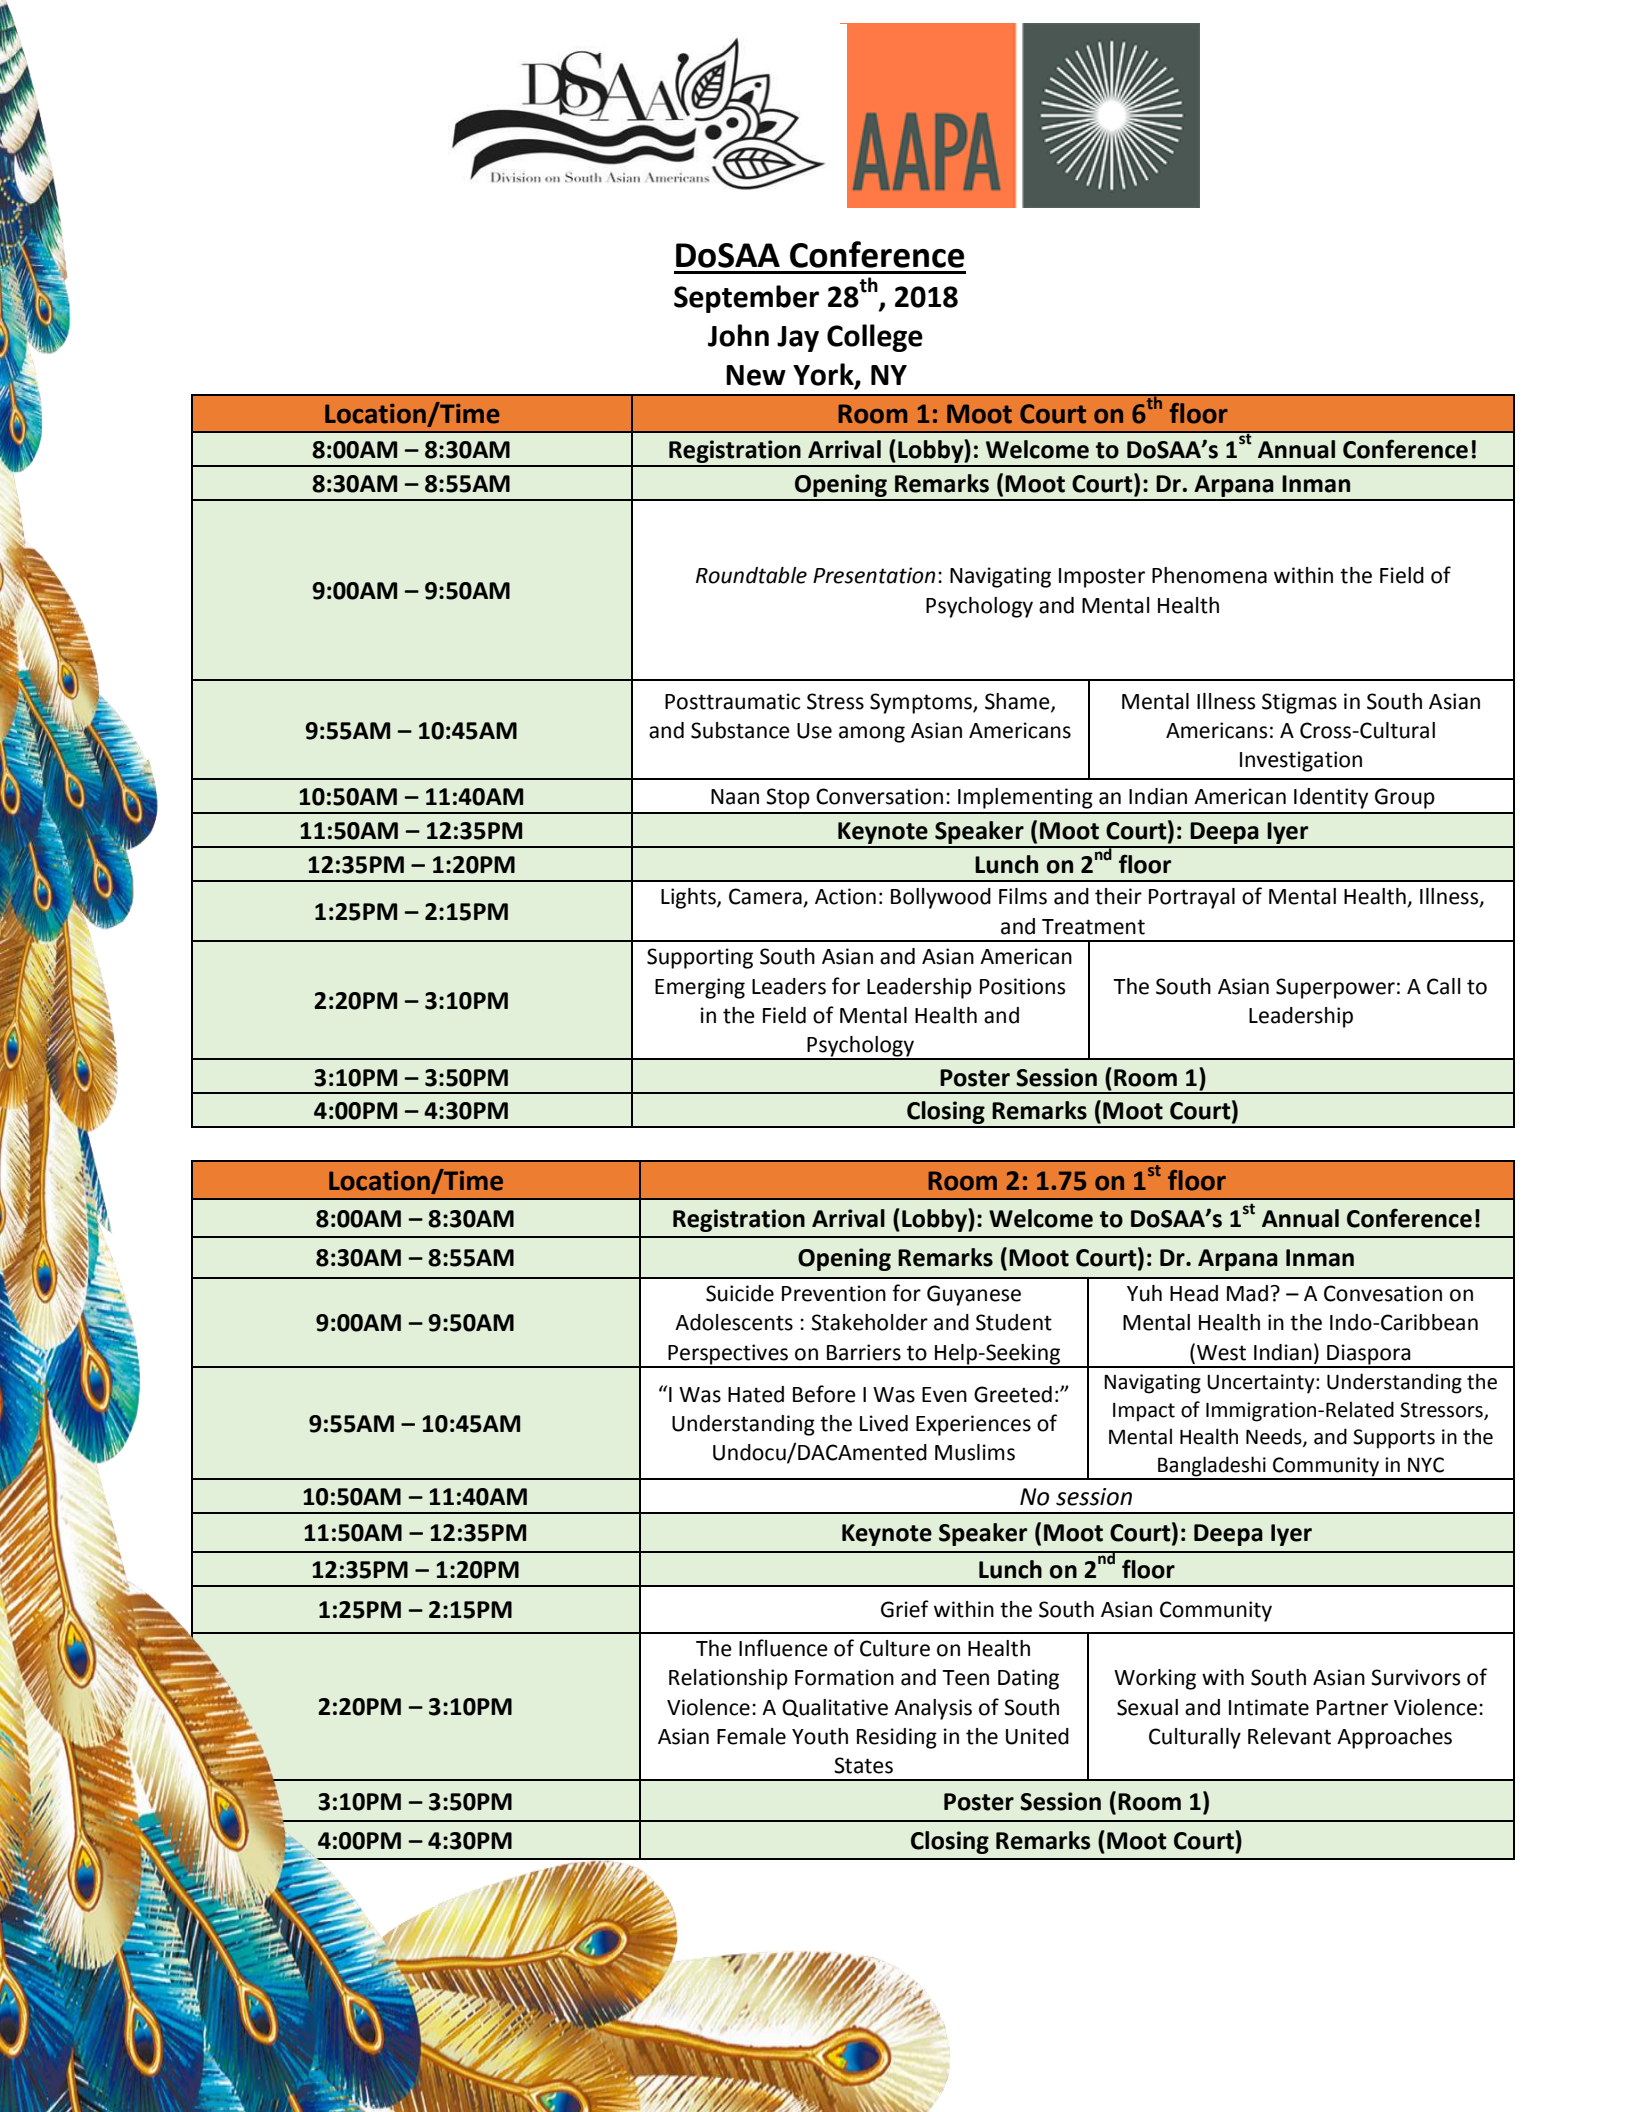 DoSAA
Division on South Asian Americans
AAPA
DoSAA Conference
September 28th, 2018
John Jay College
New York, NY
Location/Time
Room 1: Moot Court on 6th floor
8:00AM – 8:30AM
Registration Arrival (Lobby): Welcome to DoSAA’s 1st Annual Conference!
8:30AM – 8:55AM
Opening Remarks (Moot Court): Dr. Arpana Inman
9:00AM – 9:50AM
Roundtable Presentation: Navigating Imposter Phenomena within the Field of
Psychology and Mental Health
9:55AM – 10:45AM
Posttraumatic Stress Symptoms, Shame,
and Substance Use among Asian Americans
Mental Illness Stigmas in South Asian
Americans: A Cross-Cultural
Investigation
10:50AM – 11:40AM
Naan Stop Conversation: Implementing an Indian American Identity Group
11:50AM – 12:35PM
Keynote Speaker (Moot Court): Deepa Iyer
12:35PM – 1:20PM
Lunch on 2nd floor
1:25PM – 2:15PM
Lights, Camera, Action: Bollywood Films and their Portrayal of Mental Health, Illness,
and Treatment
2:20PM – 3:10PM
Supporting South Asian and Asian American
Emerging Leaders for Leadership Positions
in the Field of Mental Health and
Psychology
The South Asian Superpower: A Call to
Leadership
3:10PM – 3:50PM
Poster Session (Room 1)
4:00PM – 4:30PM
Closing Remarks (Moot Court)
Location/Time
Room 2: 1.75 on 1st floor
8:00AM – 8:30AM
Registration Arrival (Lobby): Welcome to DoSAA’s 1st Annual Conference!
8:30AM – 8:55AM
Opening Remarks (Moot Court): Dr. Arpana Inman
9:00AM – 9:50AM
Suicide Prevention for Guyanese
Adolescents : Stakeholder and Student
Perspectives on Barriers to Help-Seeking
Yuh Head Mad? – A Convesation on
Mental Health in the Indo-Caribbean
(West Indian) Diaspora
9:55AM – 10:45AM
“I Was Hated Before I Was Even Greeted:”
Understanding the Lived Experiences of
Undocu/DACAmented Muslims
Navigating Uncertainty: Understanding the
Impact of Immigration-Related Stressors,
Mental Health Needs, and Supports in the
Bangladeshi Community in NYC
10:50AM – 11:40AM
No session
11:50AM – 12:35PM
Keynote Speaker (Moot Court): Deepa Iyer
12:35PM – 1:20PM
Lunch on 2nd floor
1:25PM – 2:15PM
Grief within the South Asian Community
2:20PM – 3:10PM
The Influence of Culture on Health
Relationship Formation and Teen Dating
Violence: A Qualitative Analysis of South
Asian Female Youth Residing in the United
States
Working with South Asian Survivors of
Sexual and Intimate Partner Violence:
Culturally Relevant Approaches
3:10PM – 3:50PM
Poster Session (Room 1)
4:00PM – 4:30PM
Closing Remarks (Moot Court)